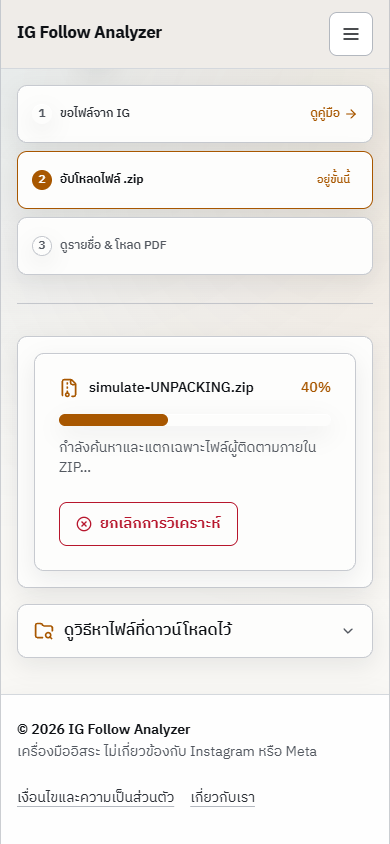 IG Follow Analyzer
1 ขอไฟล์จาก IG ดูคู่มือ →
2 อัปโหลดไฟล์ .zip อยู่ขั้นนี้
3 ดูรายชื่อ & โหลด PDF
simulate-UNPACKING.zip 40%
กำลังค้นหาและแตกเฉพาะไฟล์ผู้ติดตามภายใน
ZIP...
ยกเลิกการวิเคราะห์
ดูวิธีหาไฟล์ที่ดาวน์โหลดไว้
© 2026 IG Follow Analyzer
เครื่องมืออิสระ ไม่เกี่ยวข้องกับ Instagram หรือ Meta
เงื่อนไขและความเป็นส่วนตัว เกี่ยวกับเรา